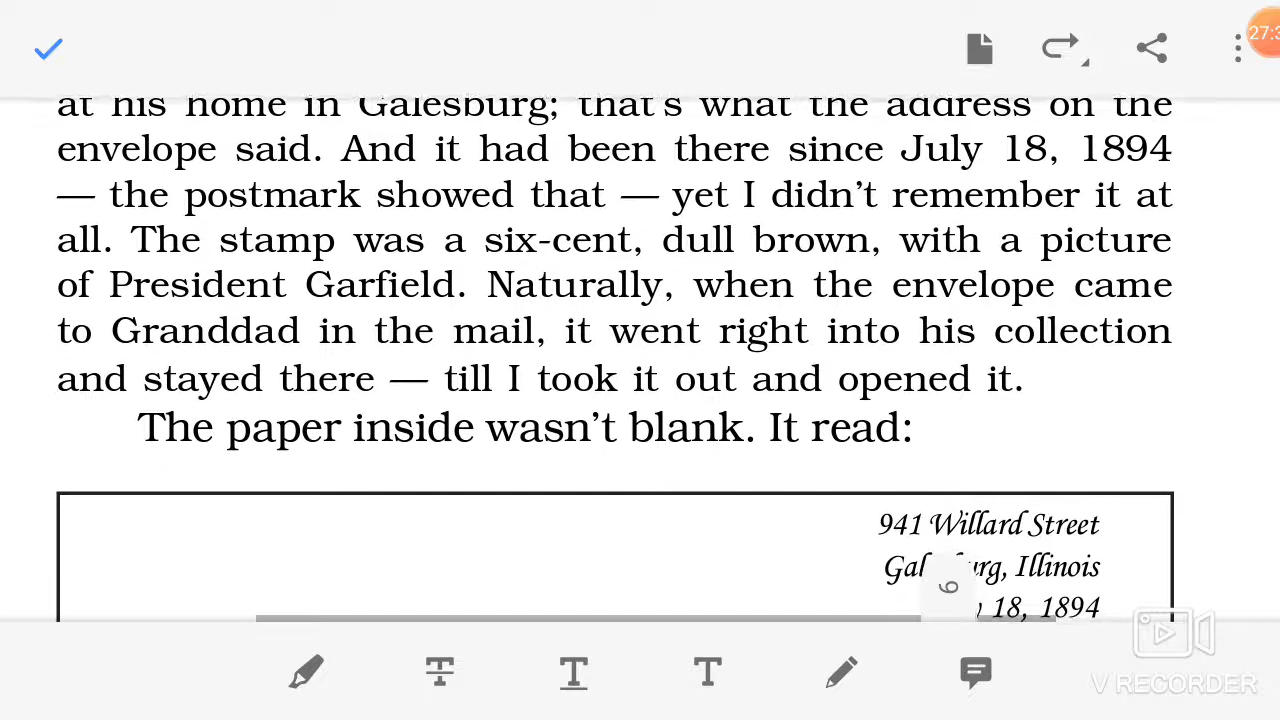 27:3
at his home in Galesburg; that's what the address on the
envelope said. And it had been there since July 18, 1894
— the postmark showed that — yet I didn't remember it at
all. The stamp was a six-cent, dull brown, with a picture
of President Garfield. Naturally, when the envelope came
to Granddad in the mail, it went right into his collection
and stayed there — till I took it out and opened it.
The paper inside wasn't blank. It read:
941 Willard Street
Galesburg, Illinois
18, 1894
6
V RECORDER